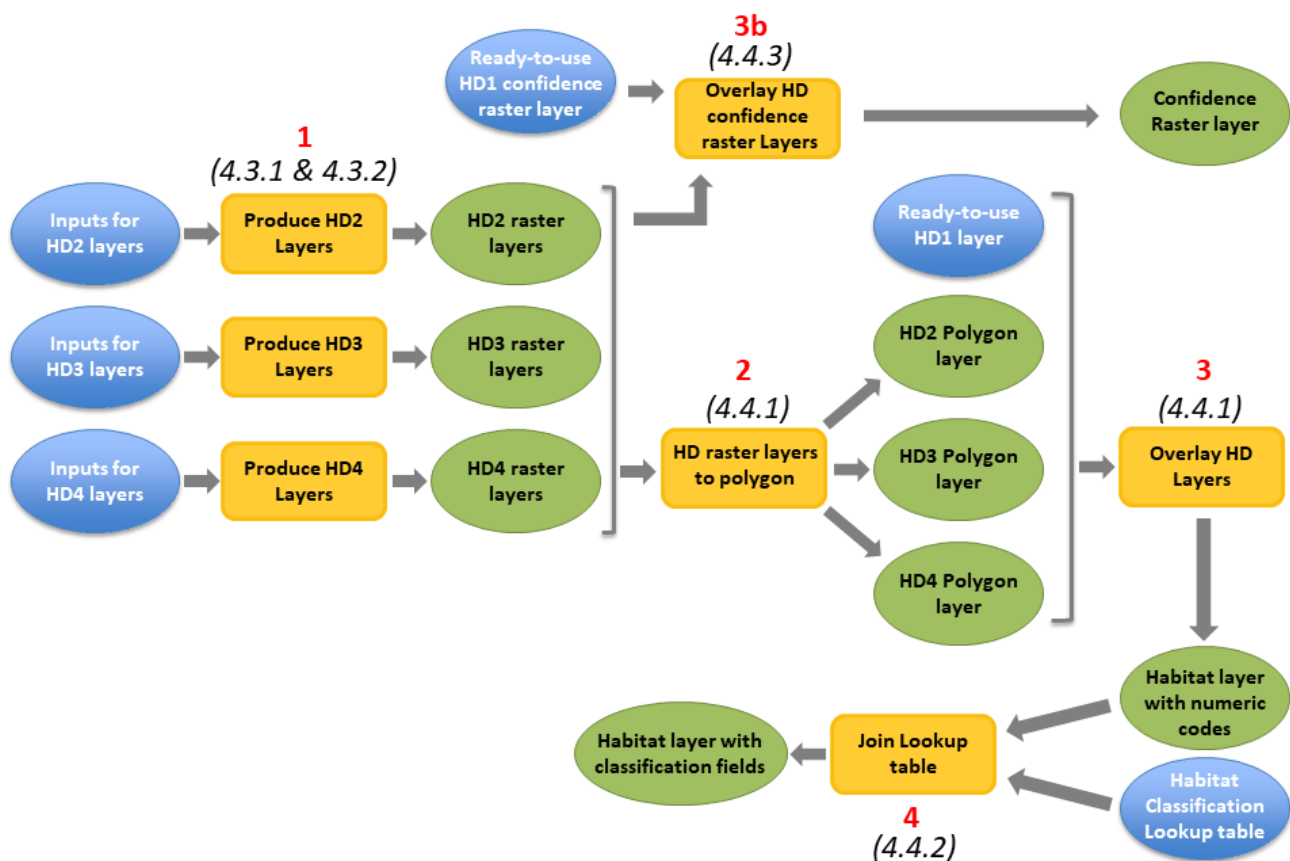 3b
(4.4.3)
Ready-to-use
HD1 confidence
raster layer
Overlay HD
confidence
raster Layers
Confidence
Raster layer
1
(4.3.1 & 4.3.2)
Inputs for
HD2 layers
Produce HD2
Layers
HD2 raster
layers
Ready-to-use
HD1 layer
Inputs for
HD3 layers
Produce HD3
Layers
HD3 raster
layers
HD2 Polygon
layer
2
(4.4.1)
3
(4.4.1)
Inputs for
HD4 layers
Produce HD4
Layers
HD4 raster
layers
HD raster layers
to polygon
HD3 Polygon
layer
Overlay HD
Layers
HD4 Polygon
layer
Habitat layer
with numeric
codes
Habitat layer with
classification fields
Join Lookup
table
Habitat
Classification
Lookup table
4
(4.4.2)